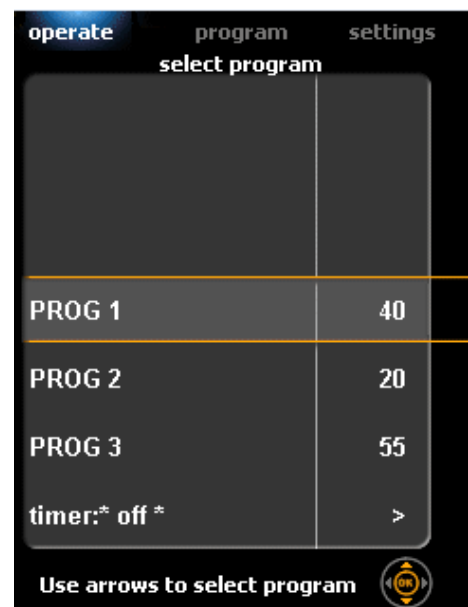 operate program settings
select program
PROG 1 40
PROG 2 20
PROG 3 55
timer:* off * >
Use arrows to select program OK